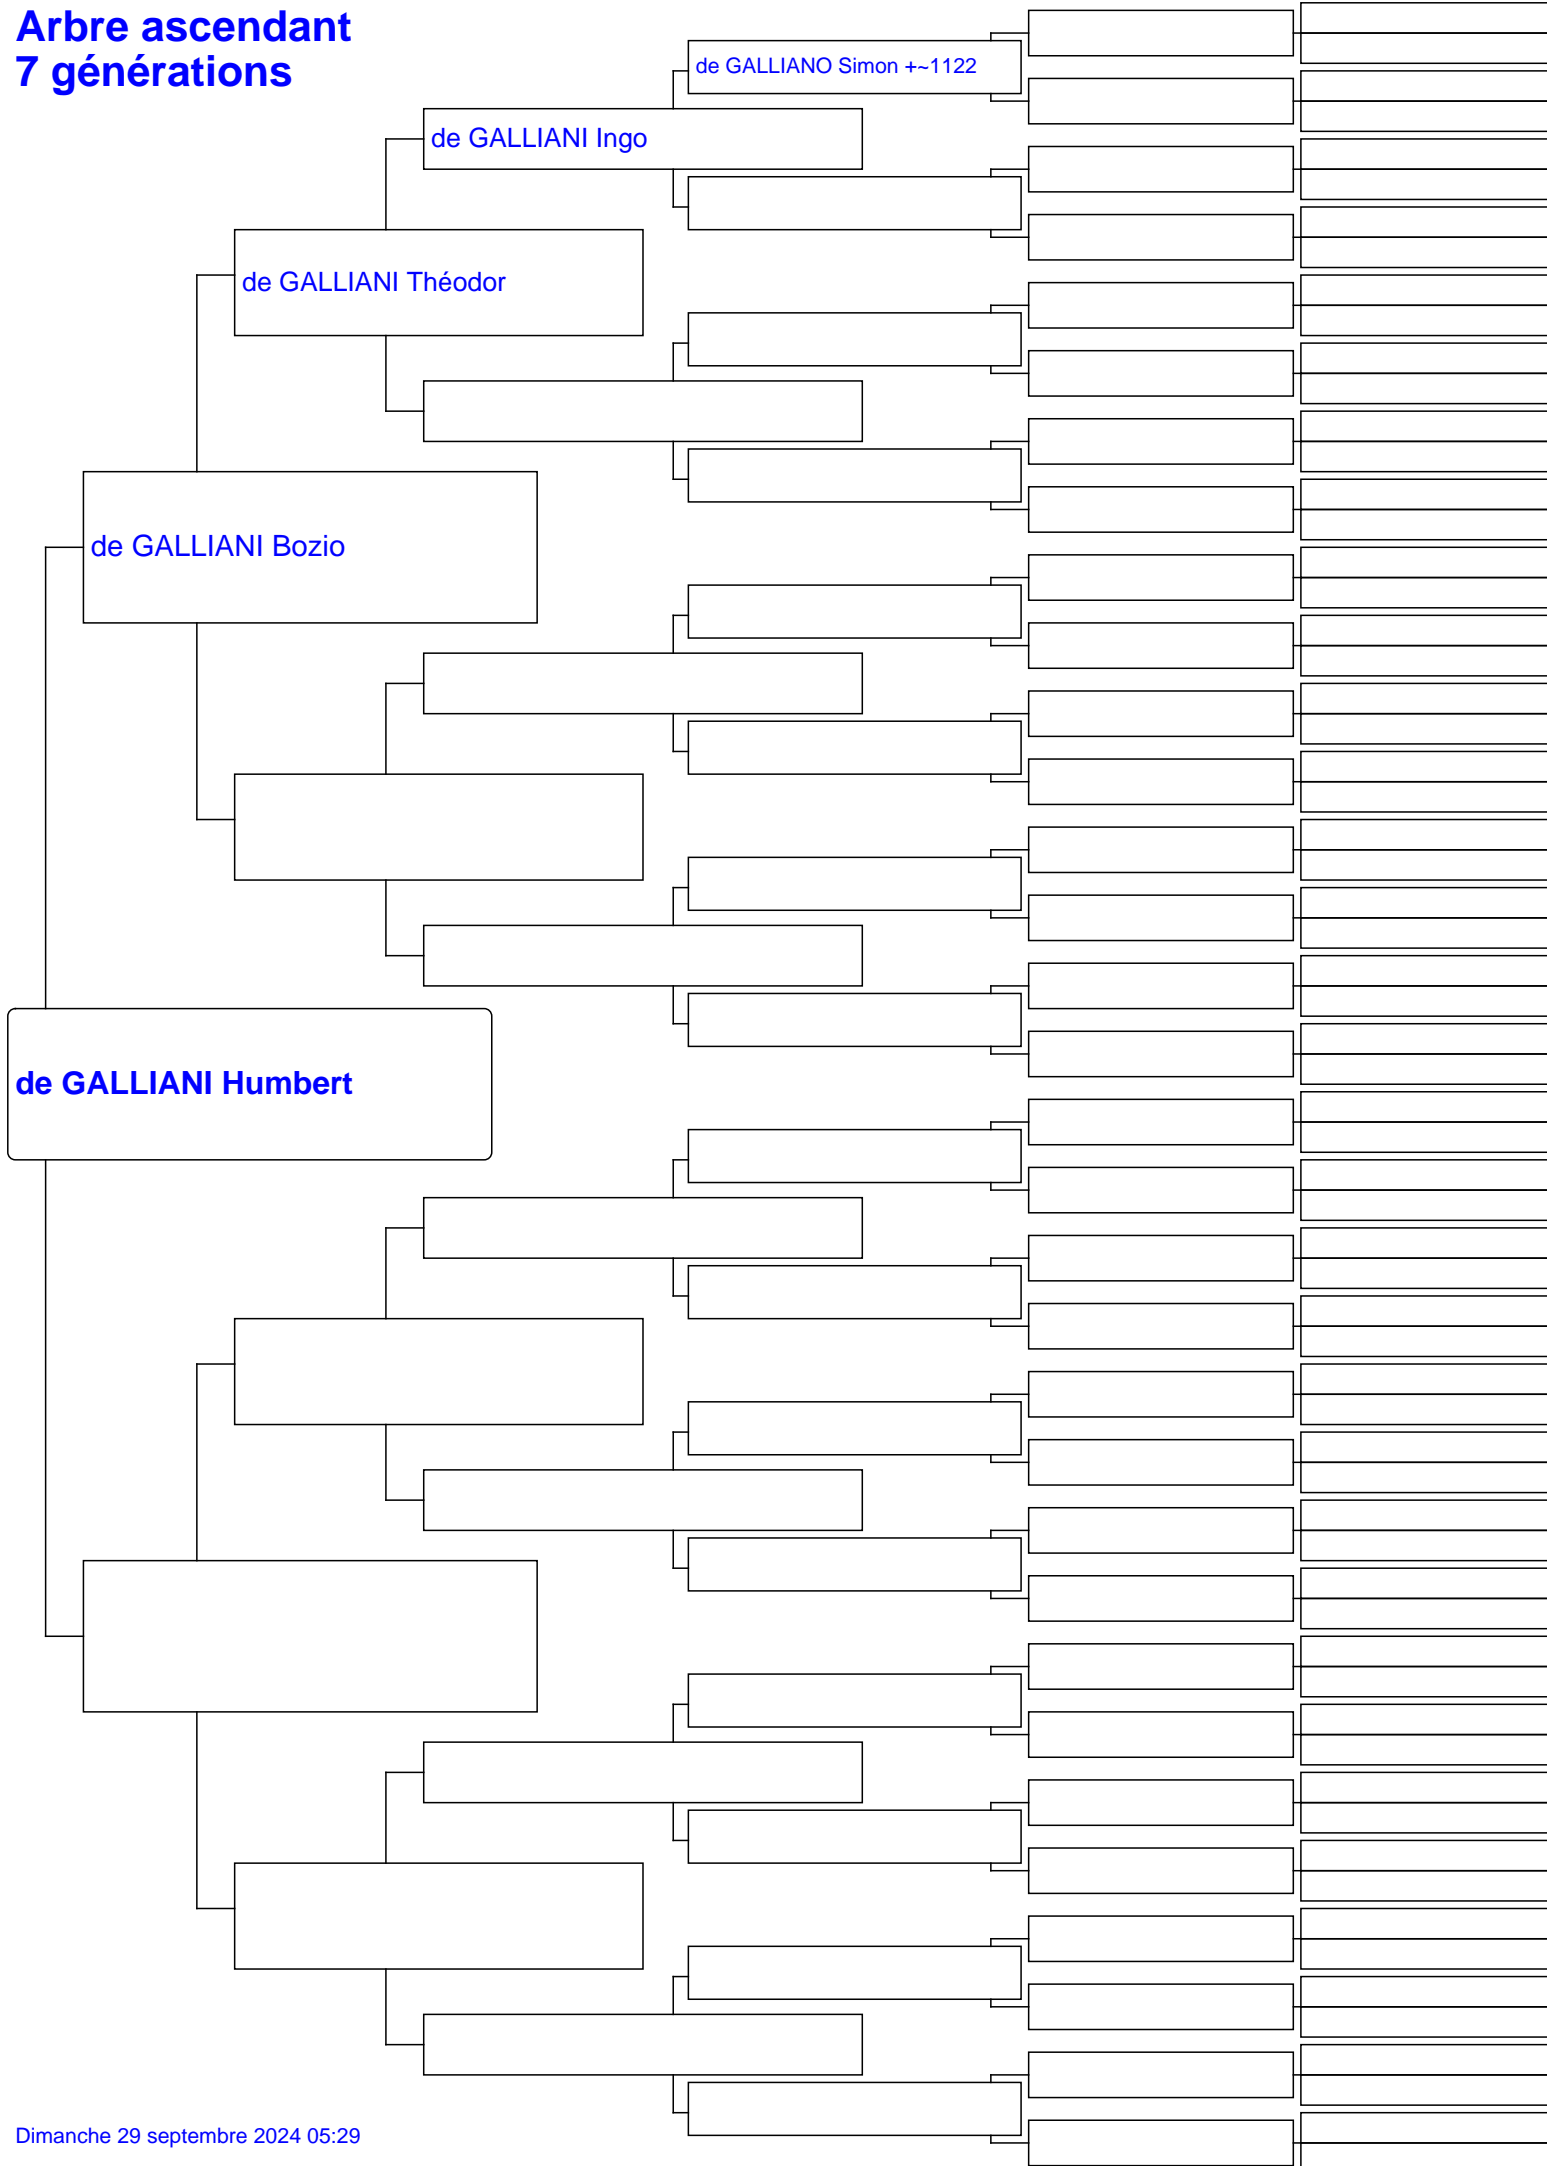 Arbre ascendant
7 générations
de GALLIANO Simon +~1122
de GALLIANI Ingo
de GALLIANI Théodor
de GALLIANI Bozio
de GALLIANI Humbert
Dimanche 29 septembre 2024 05:29